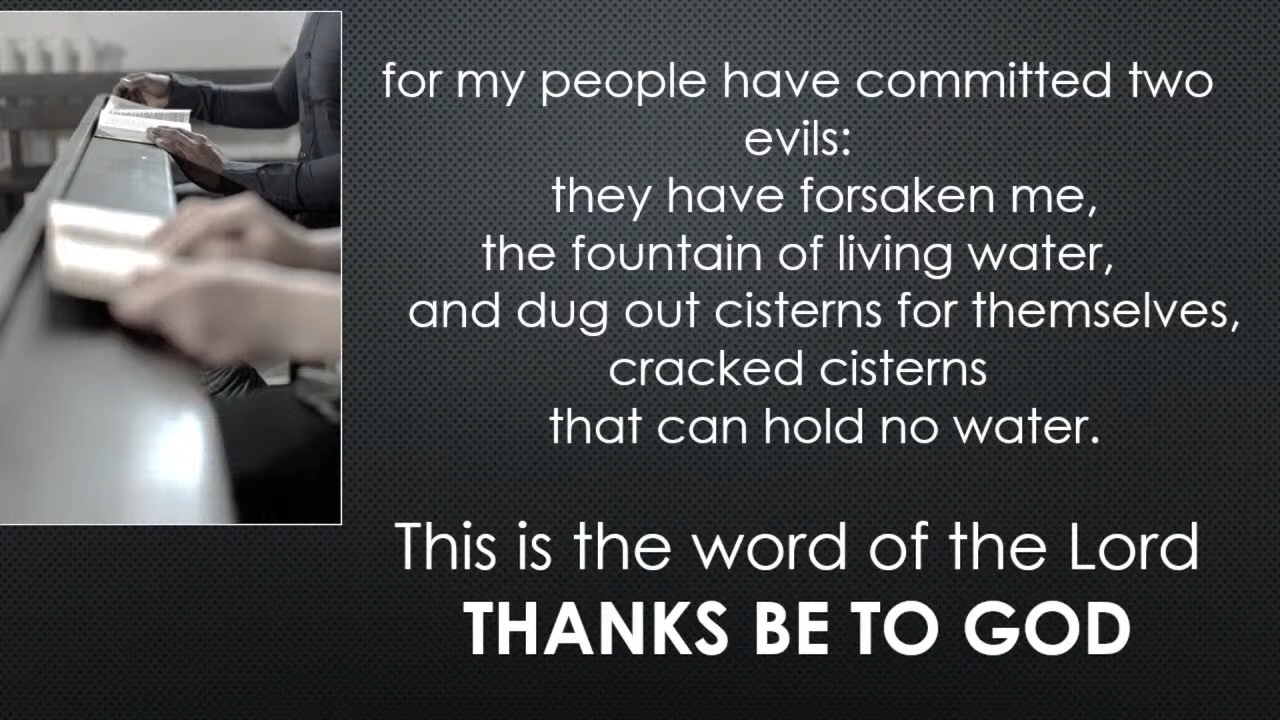 for my people have committed two
evils:
they have forsaken me,
the fountain of living water,
and dug out cisterns for themselves,
cracked cisterns
that can hold no water.
This is the word of the Lord
THANKS BE TO GOD